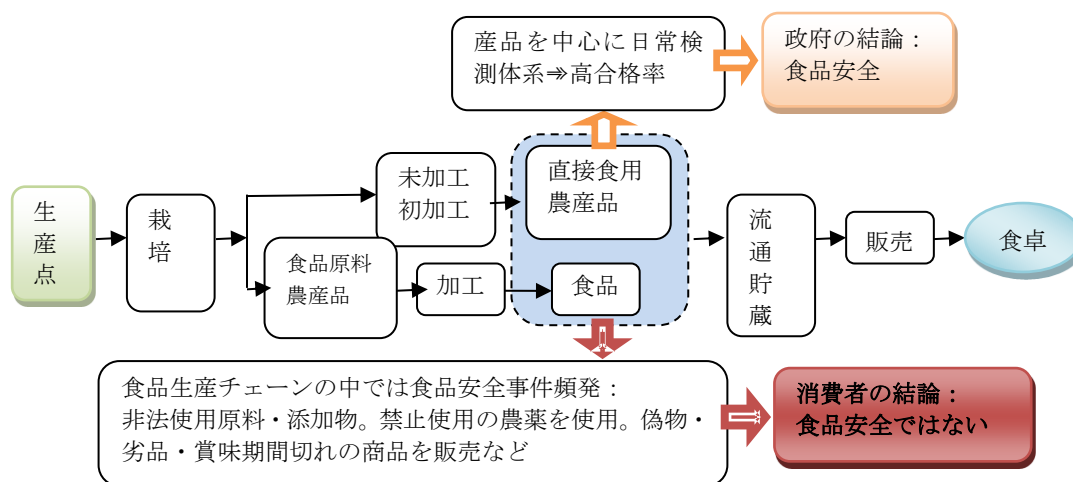 産品を中心に日常検
測体系⇒高合格率
政府の結論：
食品安全
生
産
点
栽
培
未加工
初加工
直接食用
農産品
食品原料
農産品
加工
食品
流
通
貯
蔵
販売
食卓
食品生産チェーンの中では食品安全事件頻発：
非法使用原料・添加物。禁止使用の農薬を使用。偽物・
劣品・賞味期間切れの商品を販売など
消費者の結論：
食品安全ではない